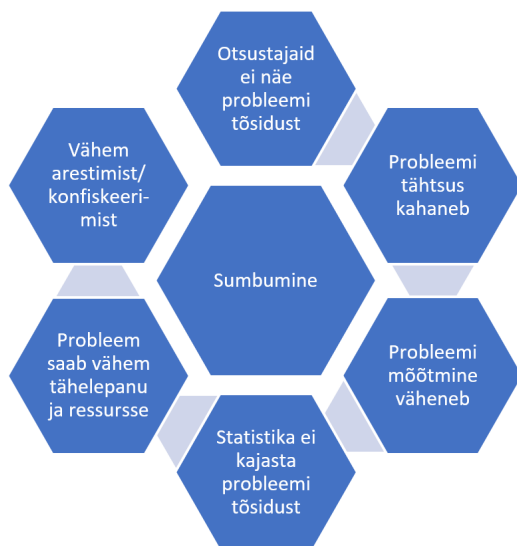 Otsustajaid
ei näe
probleemi
tõsidust
Probleemi
tähtsus
kahaneb
Probleemi
mõõtmine
väheneb
Statistika ei
kajasta
probleemi
tõsidust
Probleem
saab vähem
tähelepanu
ja ressursse
Vähem
arestimist/
konfiskeeri-
mist
Sumbumine